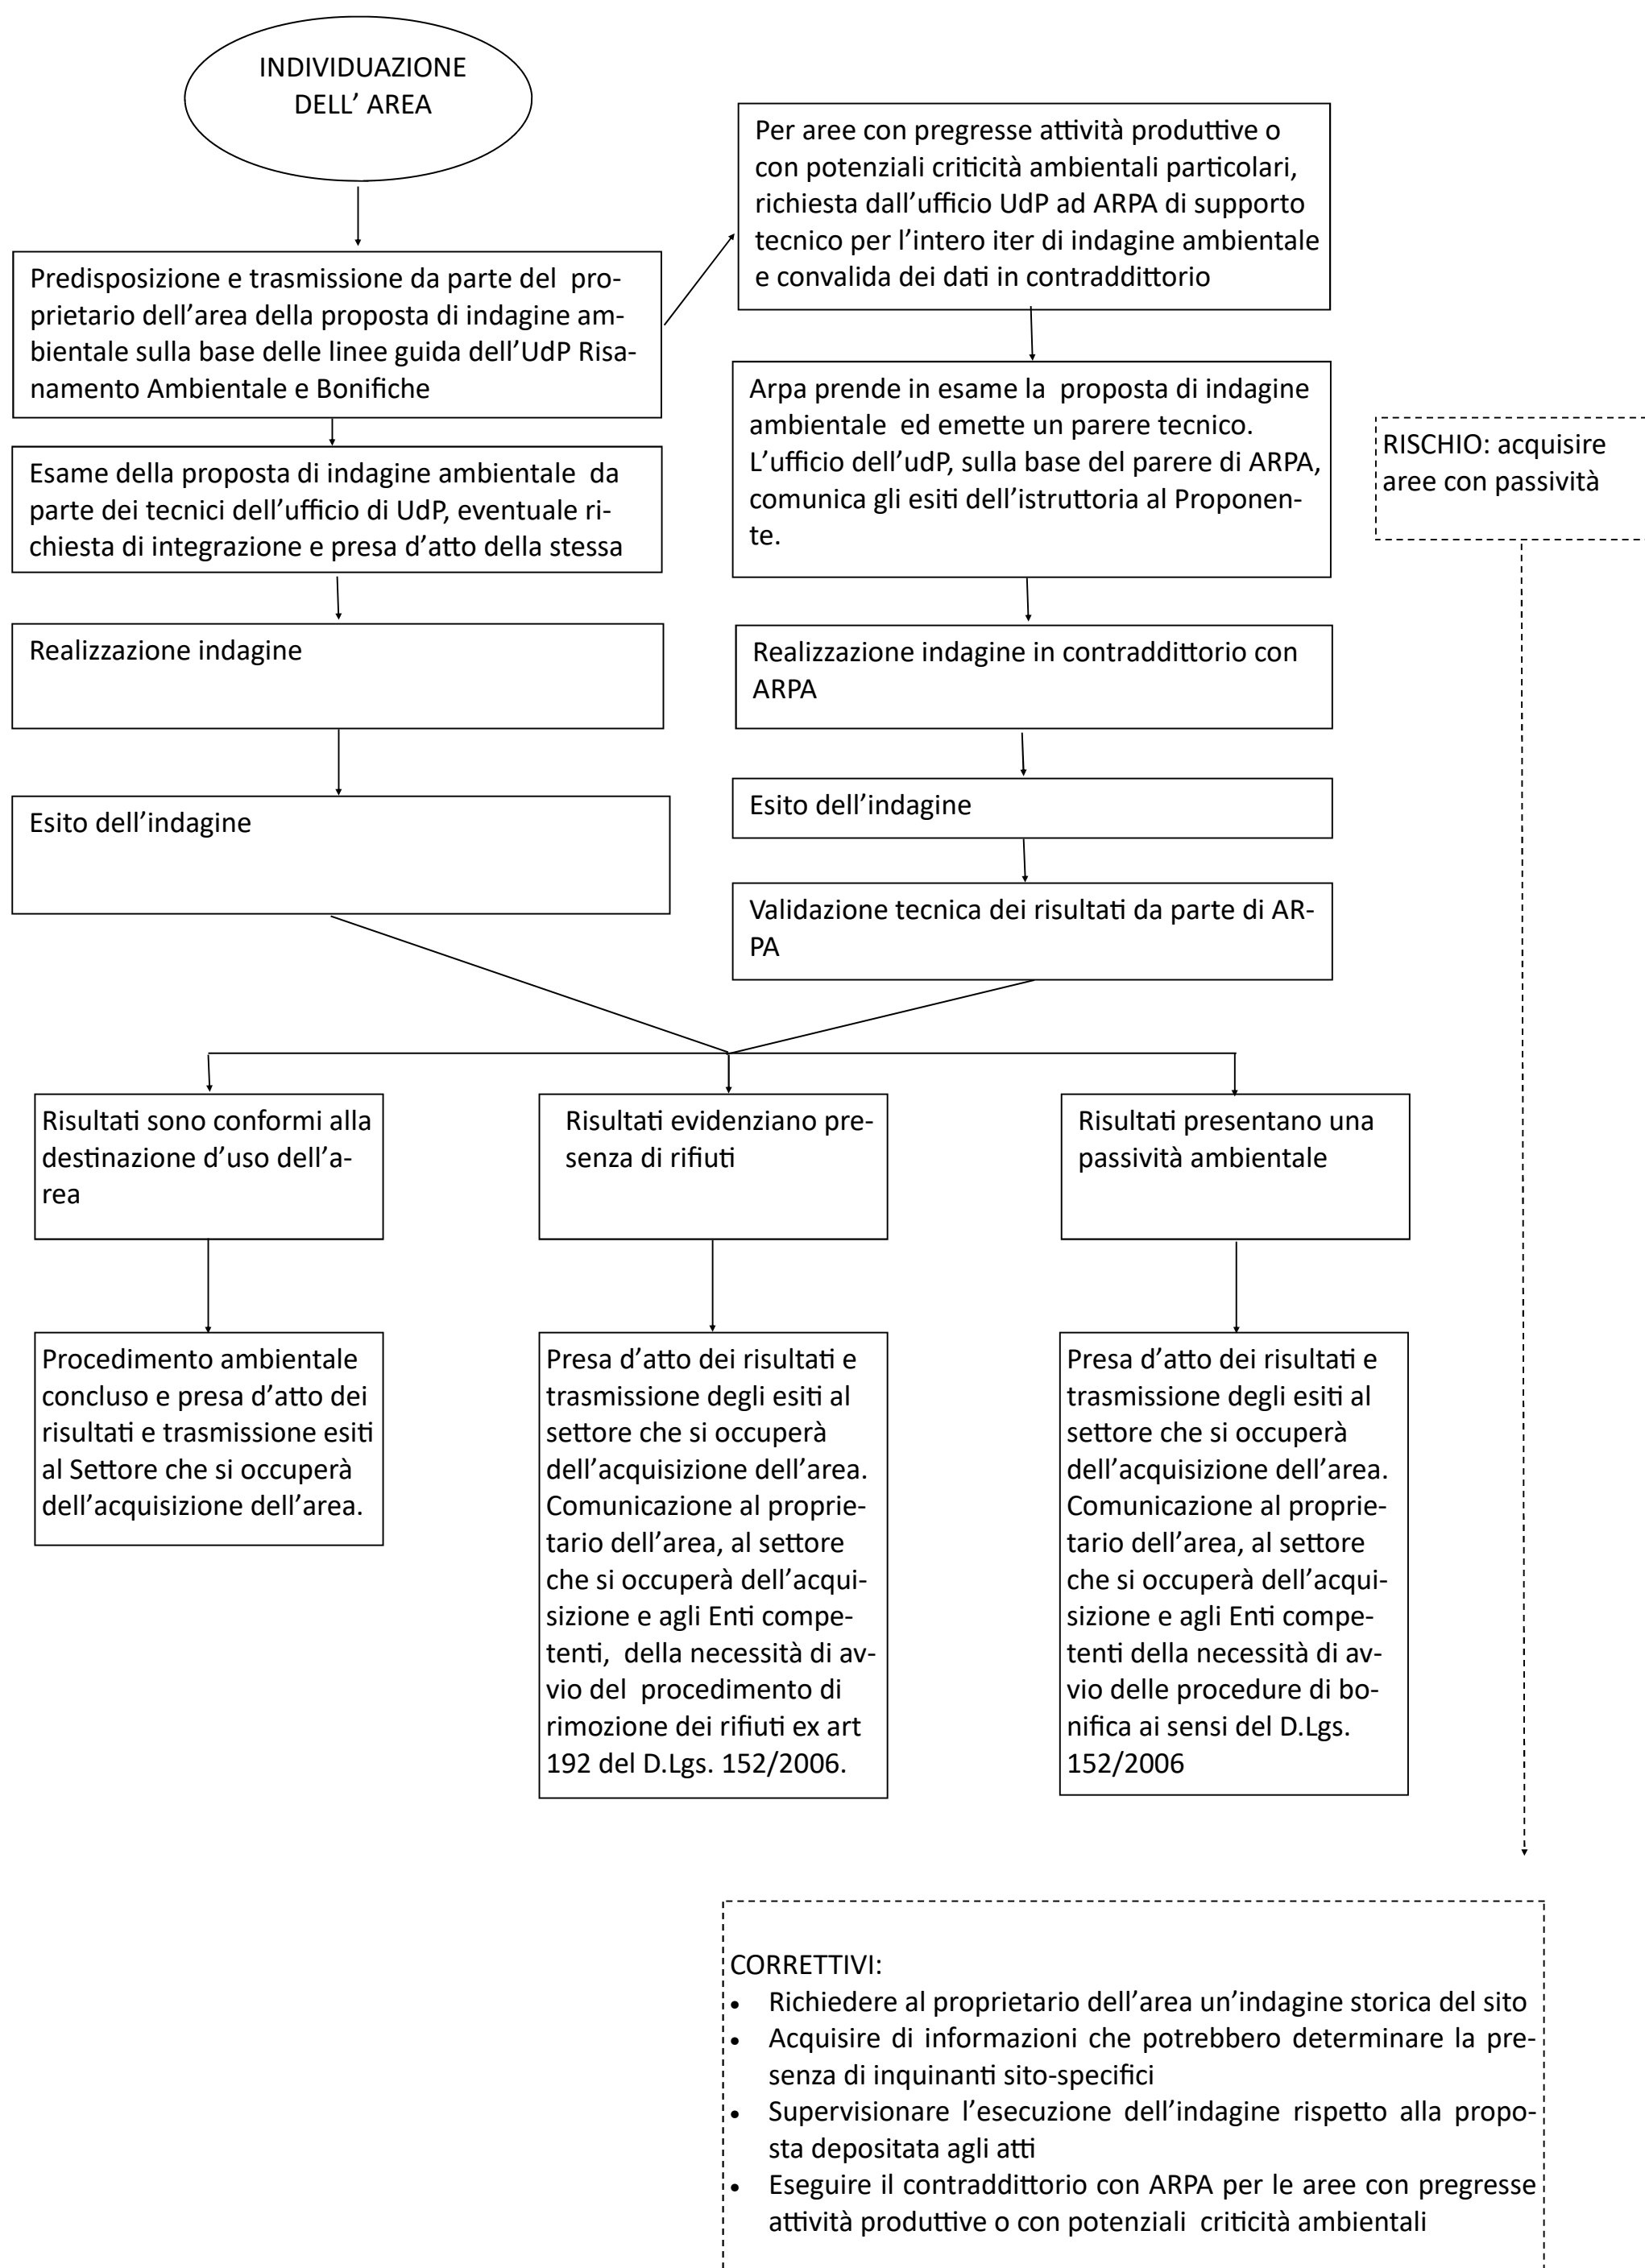 INDIVIDUAZIONE
DELL’ AREA
Per aree con pregresse attività produttive o
con potenziali criticità ambientali particolari,
richiesta dall’ufficio UdP ad ARPA di supporto
tecnico per l’intero iter di indagine ambientale
e convalida dei dati in contraddittorio
Predisposizione e trasmissione da parte del pro-
prietario dell’area della proposta di indagine am-
bientale sulla base delle linee guida dell’UdP Risa-
namento Ambientale e Bonifiche
Arpa prende in esame la proposta di indagine
ambientale ed emette un parere tecnico.
L’ufficio dell’udP, sulla base del parere di ARPA,
comunica gli esiti dell’istruttoria al Proponen-
te.
RISCHIO: acquisire
aree con passività
Esame della proposta di indagine ambientale da
parte dei tecnici dell’ufficio di UdP, eventuale ri-
chiesta di integrazione e presa d’atto della stessa
Realizzazione indagine
Realizzazione indagine in contraddittorio con
ARPA
Esito dell’indagine
Esito dell’indagine
Validazione tecnica dei risultati da parte di AR-
PA
Risultati sono conformi alla
destinazione d’uso dell’a-
rea
Risultati evidenziano pre-
senza di rifiuti
Risultati presentano una
passività ambientale
Procedimento ambientale
concluso e presa d’atto dei
risultati e trasmissione esiti
al Settore che si occuperà
dell’acquisizione dell’area.
Presa d’atto dei risultati e
trasmissione degli esiti al
settore che si occuperà
dell’acquisizione dell’area.
Comunicazione al proprie-
tario dell’area, al settore
che si occuperà dell’acqui-
sizione e agli Enti compe-
tenti, della necessità di av-
vio del procedimento di
rimozione dei rifiuti ex art
192 del D.Lgs. 152/2006.
Presa d’atto dei risultati e
trasmissione degli esiti al
settore che si occuperà
dell’acquisizione dell’area.
Comunicazione al proprie-
tario dell’area, al settore
che si occuperà dell’acqui-
sizione e agli Enti compe-
tenti della necessità di av-
vio delle procedure di bo-
nifica ai sensi del D.Lgs.
152/2006
CORRETTIVI:
• Richiedere al proprietario dell’area un’indagine storica del sito
• Acquisire di informazioni che potrebbero determinare la pre-
senza di inquinanti sito-specifici
• Supervisionare l’esecuzione dell’indagine rispetto alla propo-
sta depositata agli atti
• Eseguire il contraddittorio con ARPA per le aree con pregresse
attività produttive o con potenziali criticità ambientali